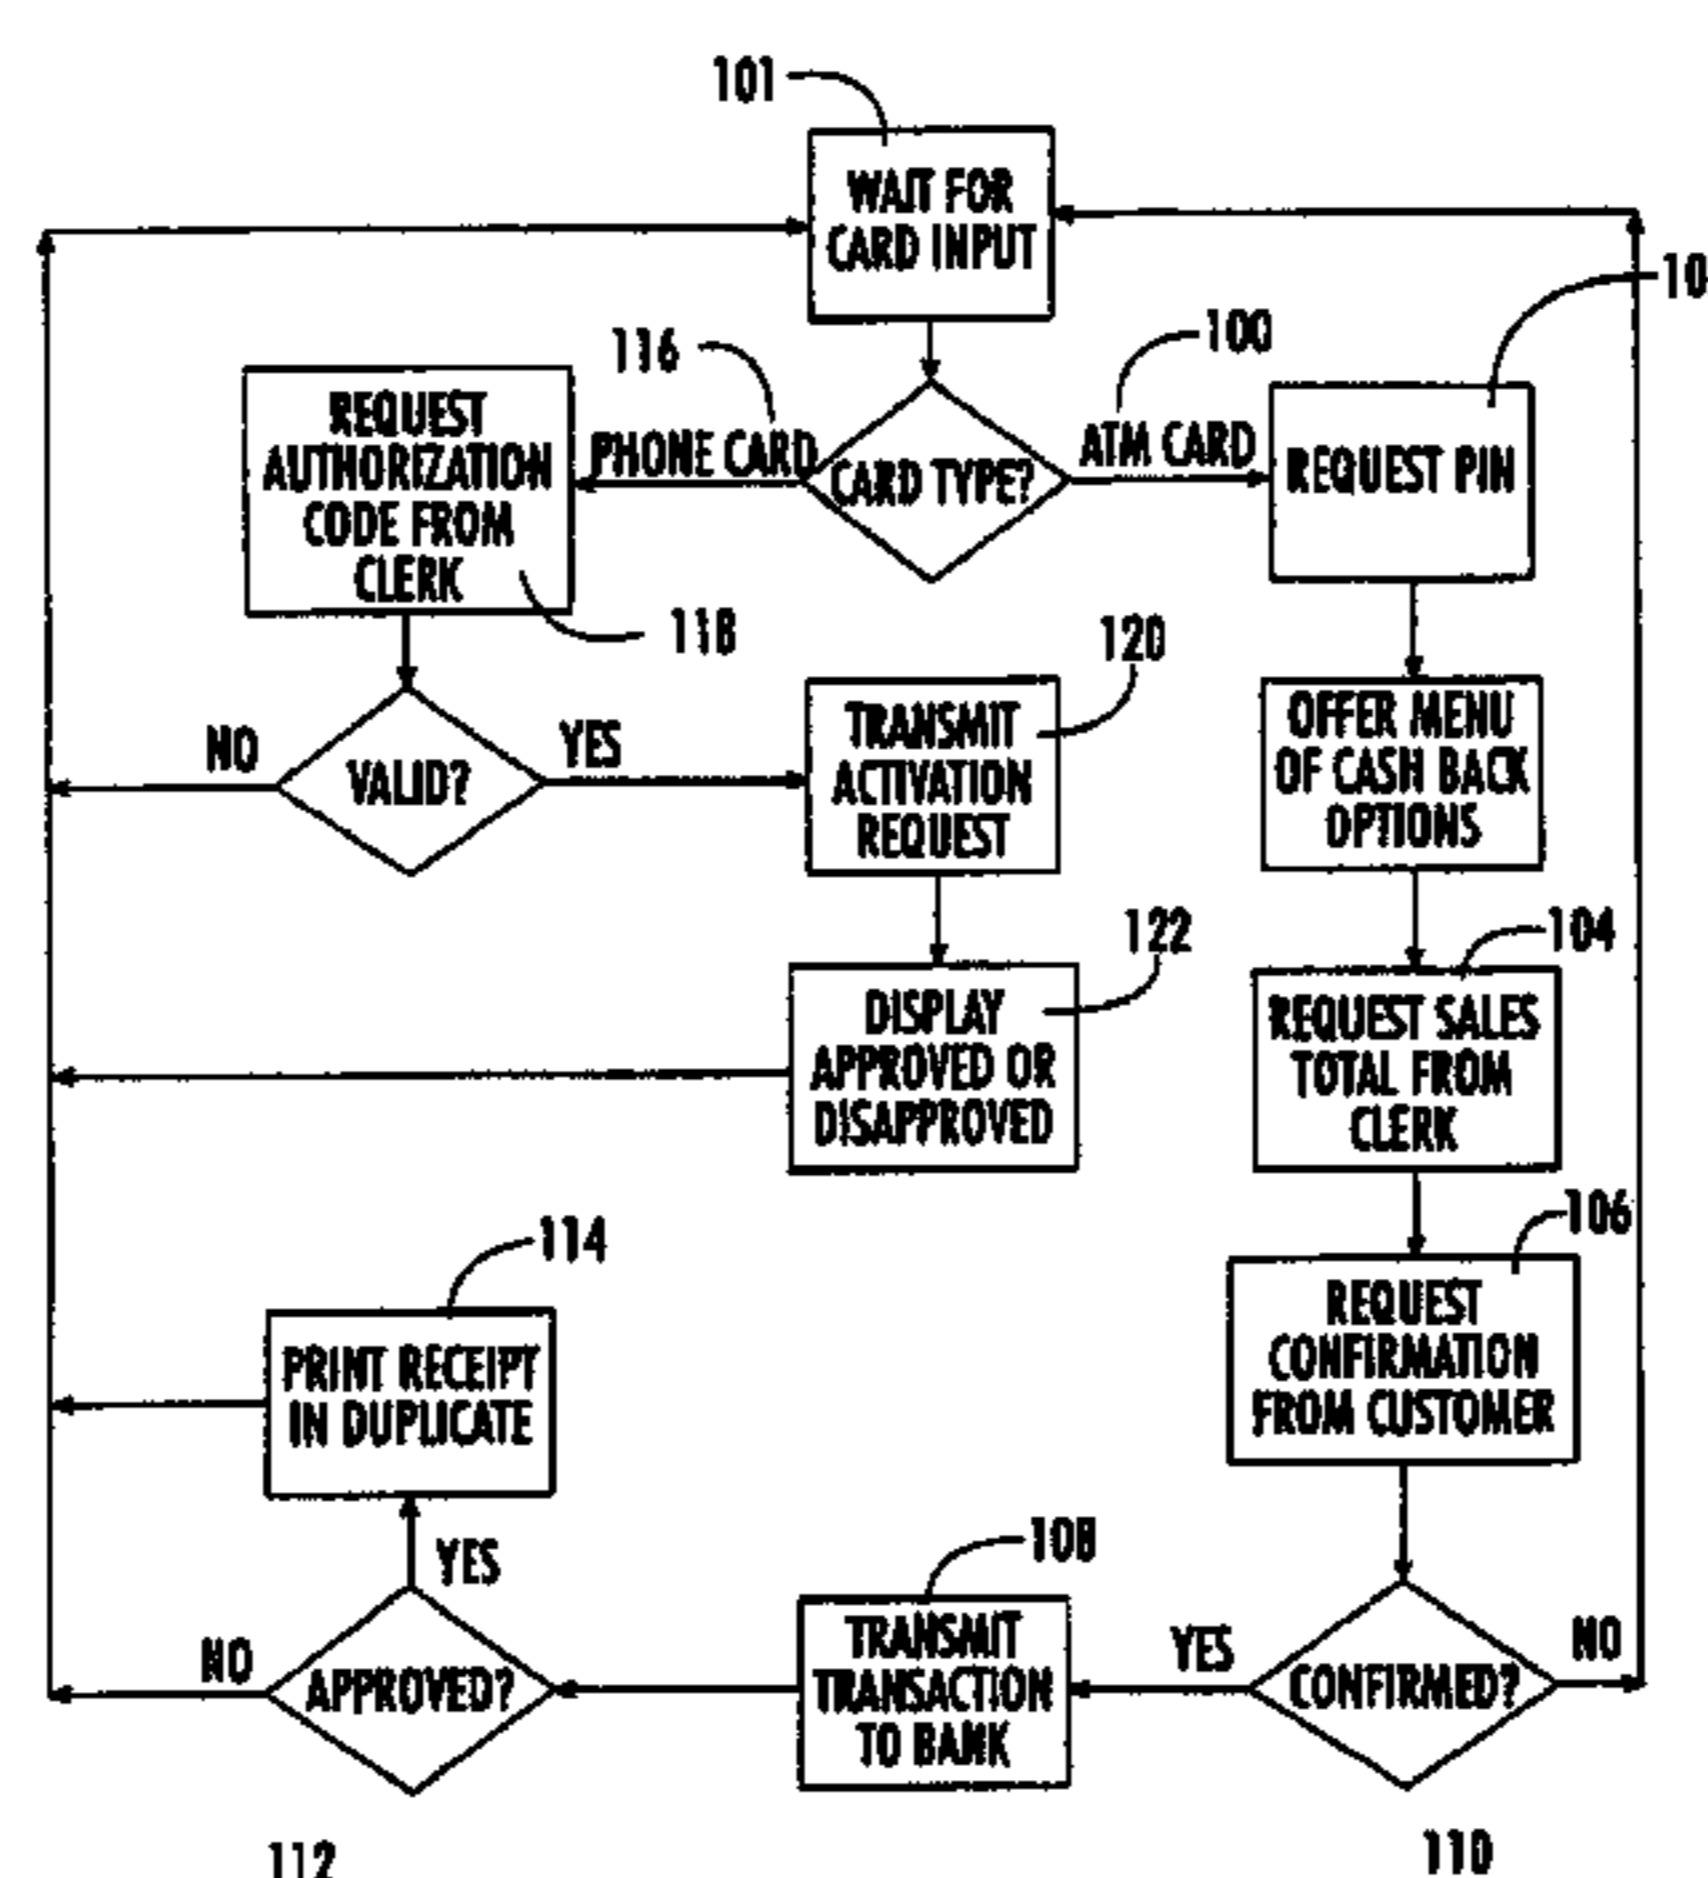 101
WAIT FOR
CARD INPUT
10
116
100
REQUEST
AUTHORIZATION
CODE FROM
CLERK
PHONE CARD
CARD TYPE?
ATM CARD
REQUEST PIN
118
120
NO
VALID?
YES
TRANSMIT
ACTIVATION
REQUEST
OFFER MENU
OF CASH BACK
OPTIONS
122
104
DISPLAY
APPROVED OR
DISAPPROVED
REQUEST SALES
TOTAL FROM
CLERK
106
114
REQUEST
CONFIRMATION
FROM CUSTOMER
PRINT RECEIPT
IN DUPLICATE
YES
108
NO
APPROVED?
TRANSMIT
TRANSACTION
TO BANK
YES
CONFIRMED?
NO
112
110